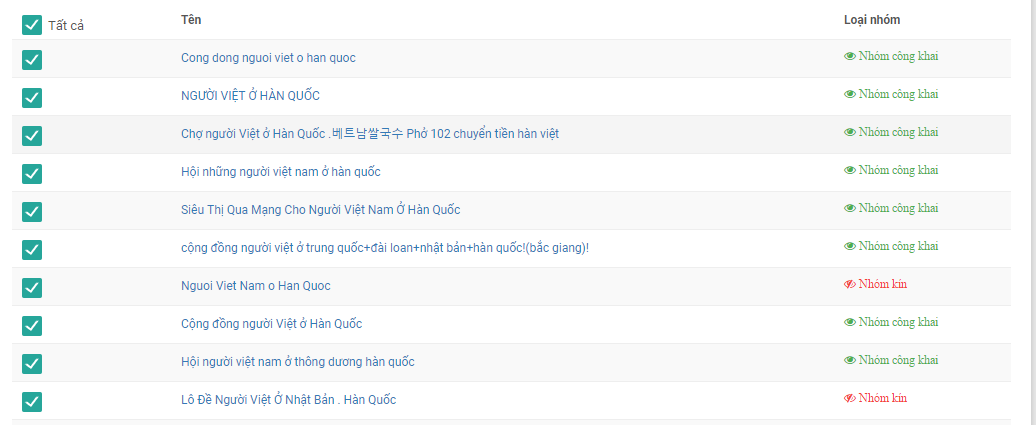 Tất cả Tên Loại nhóm
Cong dong nguoi viet o han quoc Nhóm công khai
NGƯỜI VIỆT Ở HÀN QUỐC Nhóm công khai
Chợ người Việt ở Hàn Quốc .베트남쌀국수 Phở 102 chuyển tiền hàn việt Nhóm công khai
Hội những người việt nam ở hàn quốc Nhóm công khai
Siêu Thị Qua Mạng Cho Người Việt Nam Ở Hàn Quốc Nhóm công khai
cộng đồng người việt ở trung quốc+đài loan+nhật bản+hàn quốc!(bắc giang)! Nhóm công khai
Nguoi Viet Nam o Han Quoc Nhóm kín
Cộng đồng người Việt ở Hàn Quốc Nhóm công khai
Hội người việt nam ở thông dương hàn quốc Nhóm công khai
Lô Đề Người Việt Ở Nhật Bản . Hàn Quốc Nhóm kín